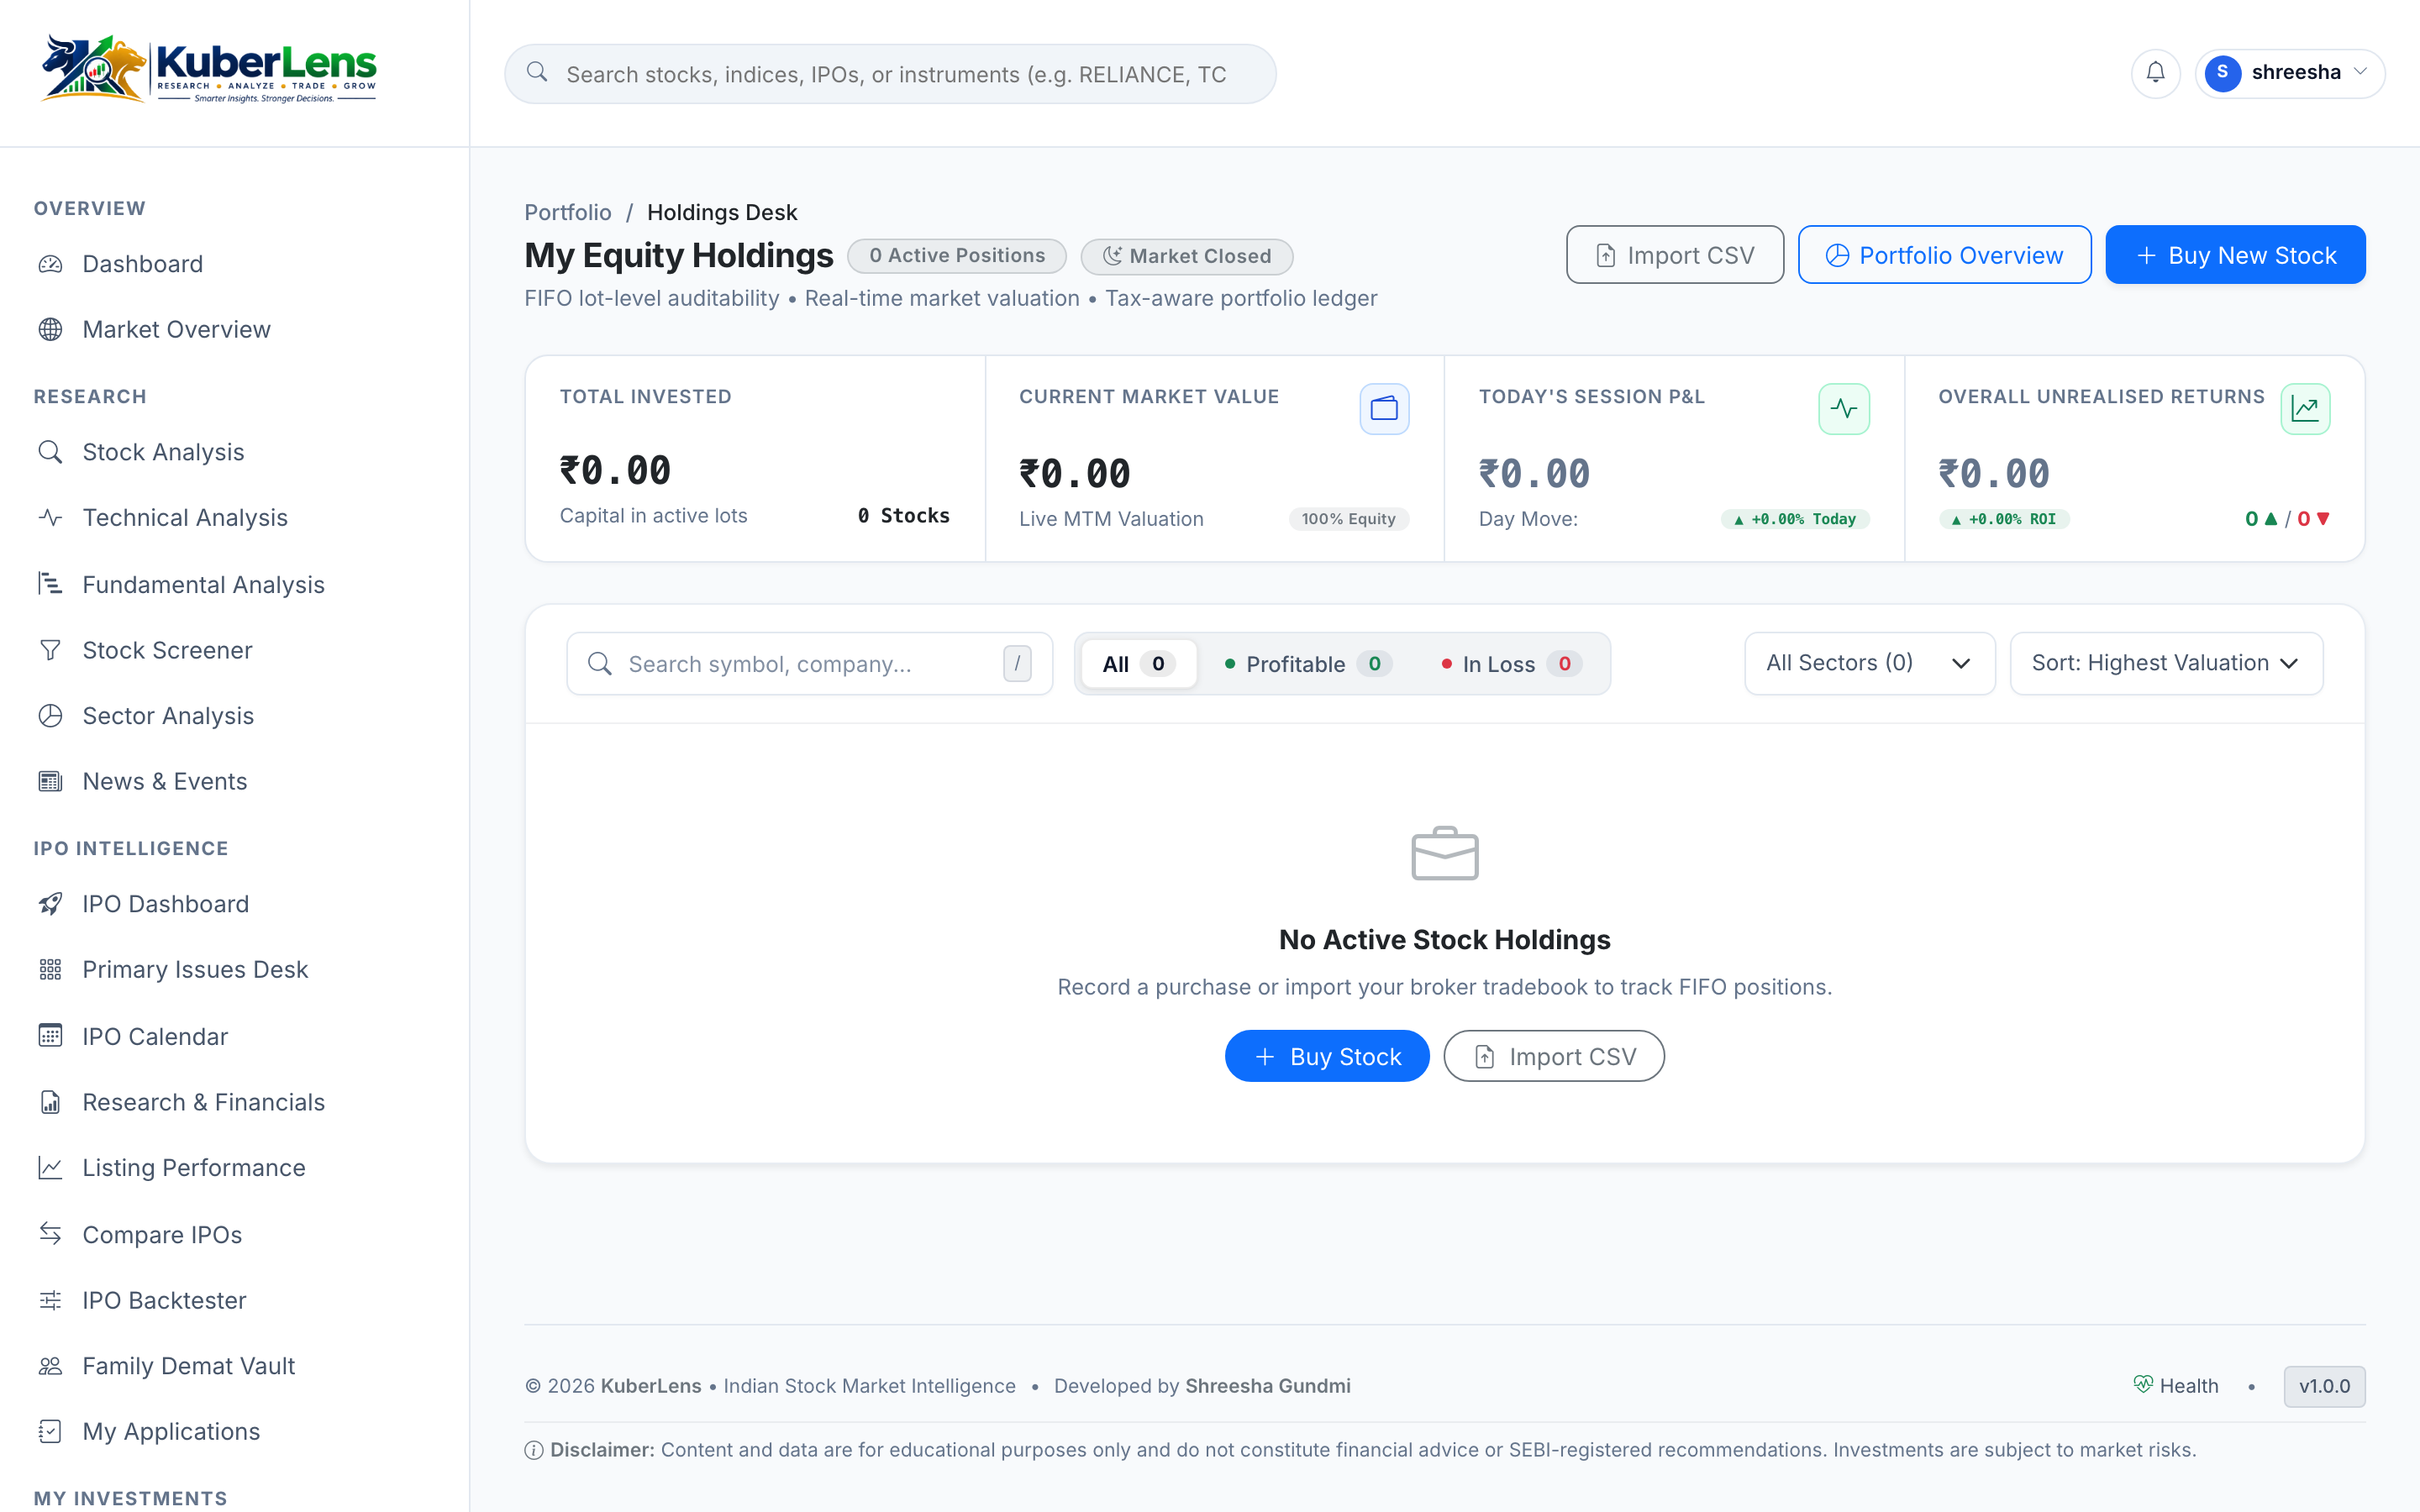 KuberLens
RESEARCH • ANALYZE • TRADE • GROW
Smarter Insights. Stronger Decisions.
Search stocks, indices, IPOs, or instruments (e.g. RELIANCE, TC
S shreesha
OVERVIEW
Dashboard
Market Overview
RESEARCH
Stock Analysis
Technical Analysis
Fundamental Analysis
Stock Screener
Sector Analysis
News & Events
IPO INTELLIGENCE
IPO Dashboard
Primary Issues Desk
IPO Calendar
Research & Financials
Listing Performance
Compare IPOs
IPO Backtester
Family Demat Vault
My Applications
MY INVESTMENTS
Portfolio / Holdings Desk
My Equity Holdings 0 Active Positions Market Closed
FIFO lot-level auditability • Real-time market valuation • Tax-aware portfolio ledger
Import CSV Portfolio Overview + Buy New Stock
TOTAL INVESTED
₹0.00
Capital in active lots 0 Stocks
CURRENT MARKET VALUE
₹0.00
Live MTM Valuation 100% Equity
TODAY'S SESSION P&L
₹0.00
Day Move: ▲ +0.00% Today
OVERALL UNREALISED RETURNS
₹0.00
▲ +0.00% ROI 0 ▲ / 0 ▼
Search symbol, company... / All 0 • Profitable 0 • In Loss 0 All Sectors (0) Sort: Highest Valuation
No Active Stock Holdings
Record a purchase or import your broker tradebook to track FIFO positions.
+ Buy Stock Import CSV
© 2026 KuberLens • Indian Stock Market Intelligence • Developed by Shreesha Gundmi Health • v1.0.0
Disclaimer: Content and data are for educational purposes only and do not constitute financial advice or SEBI-registered recommendations. Investments are subject to market risks.